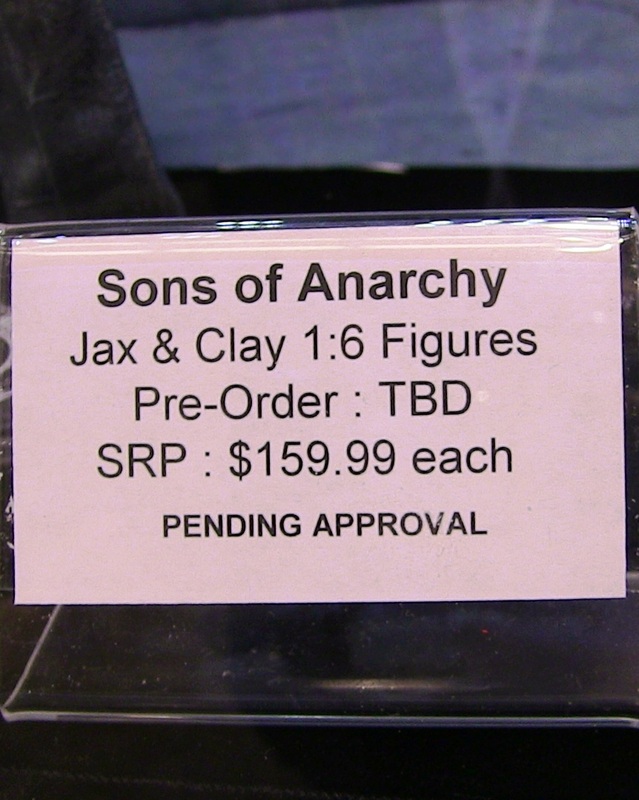 Sons of Anarchy
Jax & Clay 1:6 Figures
Pre-Order : TBD
SRP : $159.99 each
PENDING APPROVAL